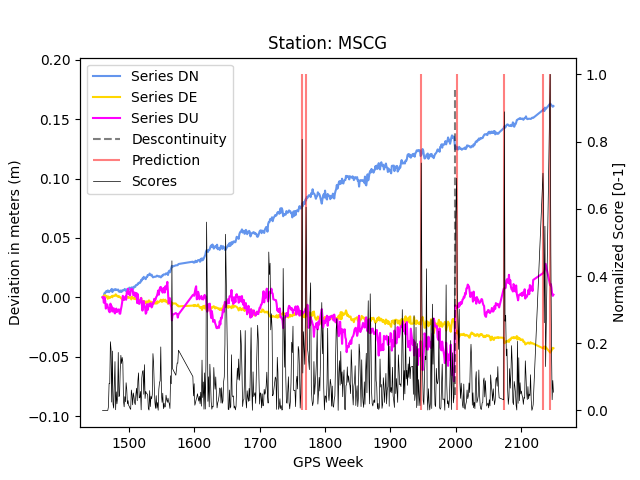 Station: MSCG
Series DN
Series DE
Series DU
Descontinuity
Prediction
Scores
0.20
0.15
0.10
0.05
0.00
−0.05
−0.10
Deviation in meters (m)
1.0
0.8
0.6
0.4
0.2
0.0
Normalized Score [0-1]
1500 1600 1700 1800 1900 2000 2100
GPS Week